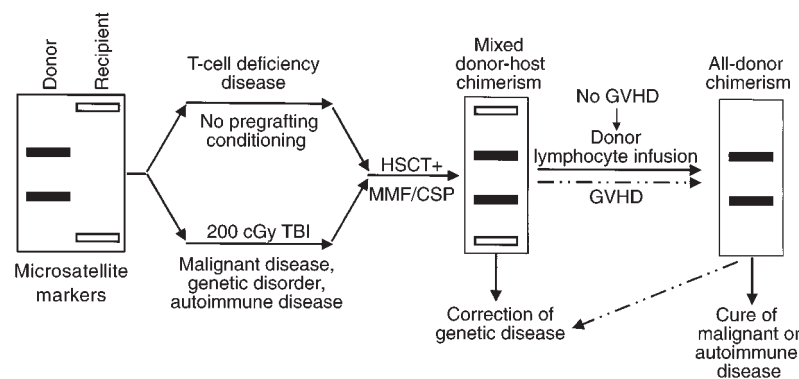 Donor
Recipient
Microsatellite
markers
T-cell deficiency
disease
No pregrafting
conditioning
200 cGy TBI
Malignant disease,
genetic disorder,
autoimmune disease
HSCT+
MMF/CSP
Mixed
donor-host
chimerism
Correction of
genetic disease
No GVHD
Donor
lymphocyte infusion
GVHD
All-donor
chimerism
Cure of
malignant or
autoimmune
disease